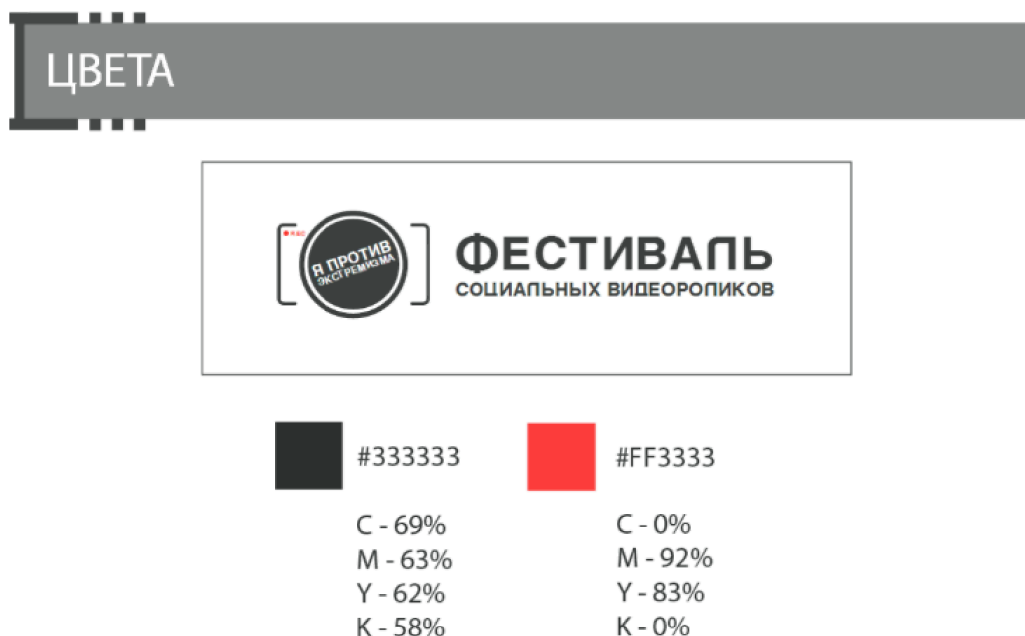 ЦВЕТА
REC
Я ПРОТИВ
ЭКСТРЕМИЗМА
ФЕСТИВАЛЬ
СОЦИАЛЬНЫХ ВИДЕОРОЛИКОВ
#333333
C - 69%
M - 63%
Y - 62%
K - 58%
#FF3333
C - 0%
M - 92%
Y - 83%
K - 0%